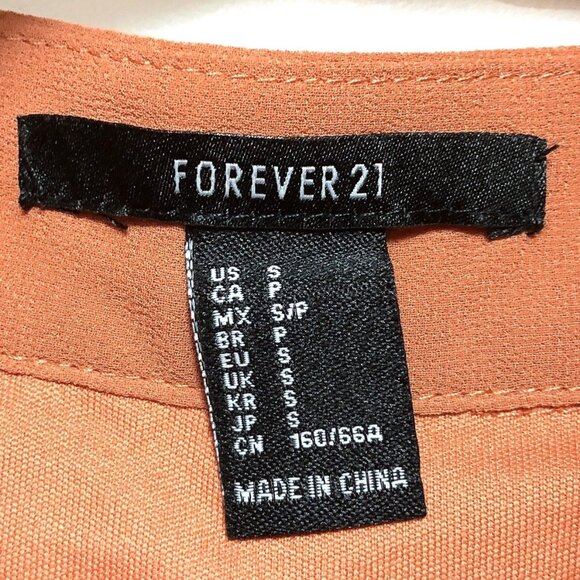 FOREVER 21
US S
CA P
MX S/P
BR P
EU S
UK S
KR S
JP S
CN 160/66A
MADE IN CHINA